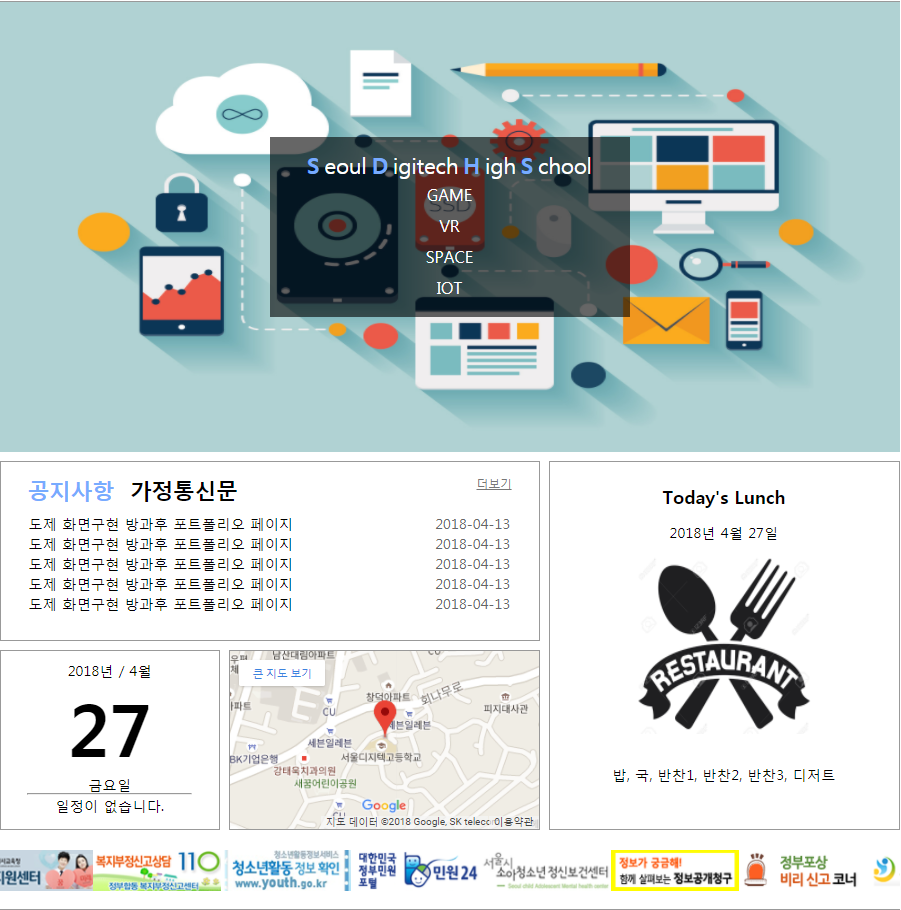 Seoul Digitech High School
GAME
SSD
VR
SPACE
IOT
공지사항 가정통신문 더보기
도제 화면구현 방과후 포트폴리오 페이지 2018-04-13
도제 화면구현 방과후 포트폴리오 페이지 2018-04-13
도제 화면구현 방과후 포트폴리오 페이지 2018-04-13
도제 화면구현 방과후 포트폴리오 페이지 2018-04-13
도제 화면구현 방과후 포트폴리오 페이지 2018-04-13
Today's Lunch
2018년 4월 27일
RESTAURANT
밥, 국, 반찬1, 반찬2, 반찬3, 디저트
2018년 / 4월
27
금요일
일정이 없습니다.
남산대림아파트
큰 지도 보기
창덕아파트
회나무로
파트
CU
세븐일레븐
피지대사관
세븐일레븐
BK기업은행
서울디지텍고등학교
강태욱치과의원
새꿈어린이공원
Google
CU
지도 데이터 ©2018 Google, SK telecc 이용약관
지원센터
복지부정신고상담 110
정부합동 복지부정신고센터
청소년활동정보서비스
청소년활동 정보 확인
www.youth.go.kr
대한민국
정부민원
포털
민원24
서울시
소아청소년 정신보건센터
Seoul child Adolescent Mental health center
정보가 궁금해!
함께 살펴보는 정보공개청구
정부포상
비리 신고 코너